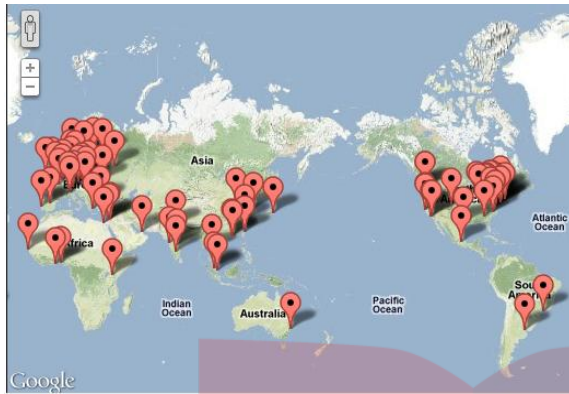 Asia
Atlantic
Ocean
Africa
Indian
Ocean
Pacific
Ocean
Australia
Google